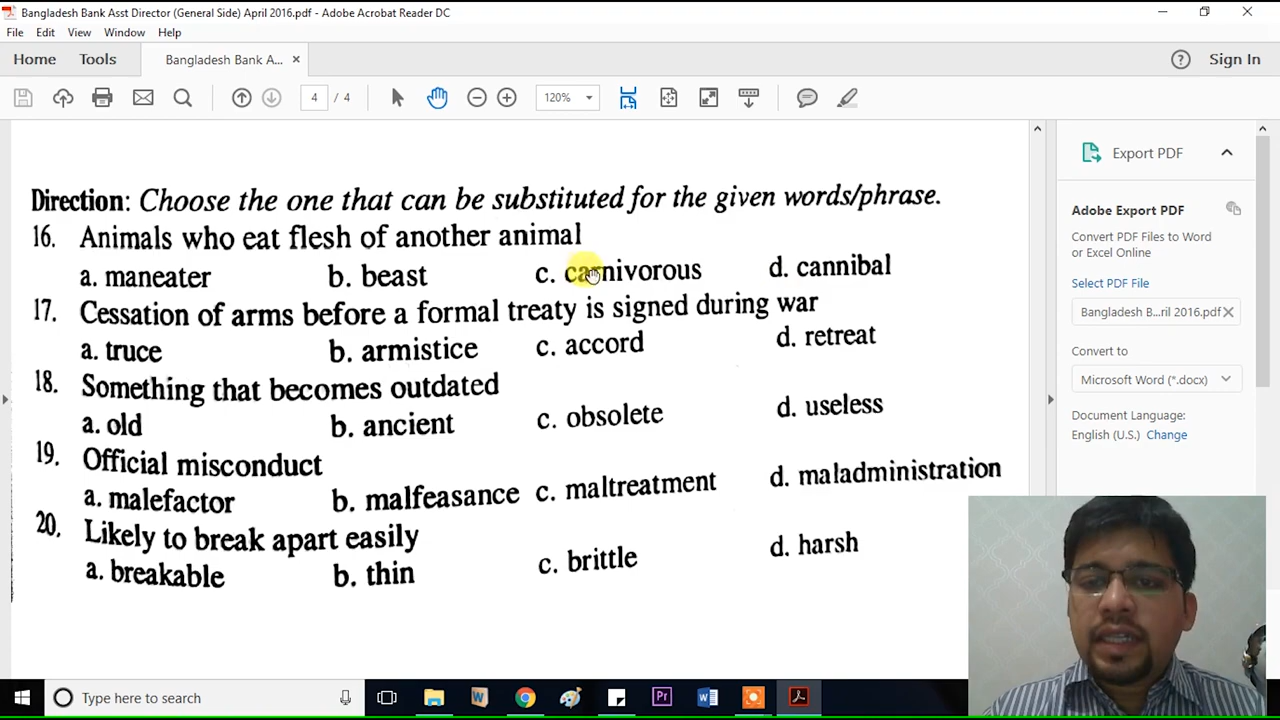 Bangladesh Bank Asst Director (General Side) April 2016.pdf - Adobe Acrobat Reader DC
File Edit View Window Help
Home Tools Bangladesh Bank A... × Sign In
4 / 4 120%
Direction: Choose the one that can be substituted for the given words/phrase.
16. Animals who eat flesh of another animal
a. maneater b. beast c. carnivorous d. cannibal
17. Cessation of arms before a formal treaty is signed during war
a. truce b. armistice c. accord d. retreat
18. Something that becomes outdated
a. old b. ancient c. obsolete d. useless
19. Official misconduct
a. malefactor b. malfeasance c. maltreatment d. maladministration
20. Likely to break apart easily
a. breakable b. thin c. brittle d. harsh
Export PDF
Adobe Export PDF
Convert PDF Files to Word
or Excel Online
Select PDF File
Bangladesh B...ril 2016.pdf
Convert to
Microsoft Word (*.docx)
Document Language:
English (U.S.) Change
Type here to search